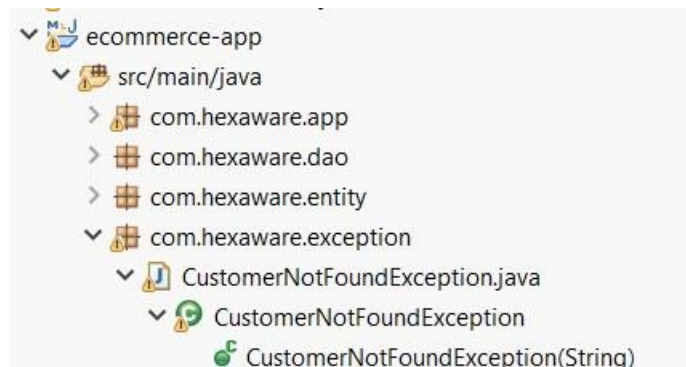 ecommerce-app
src/main/java
com.hexaware.app
com.hexaware.dao
com.hexaware.entity
com.hexaware.exception
CustomerNotFoundException.java
CustomerNotFoundException
CustomerNotFoundException(String)